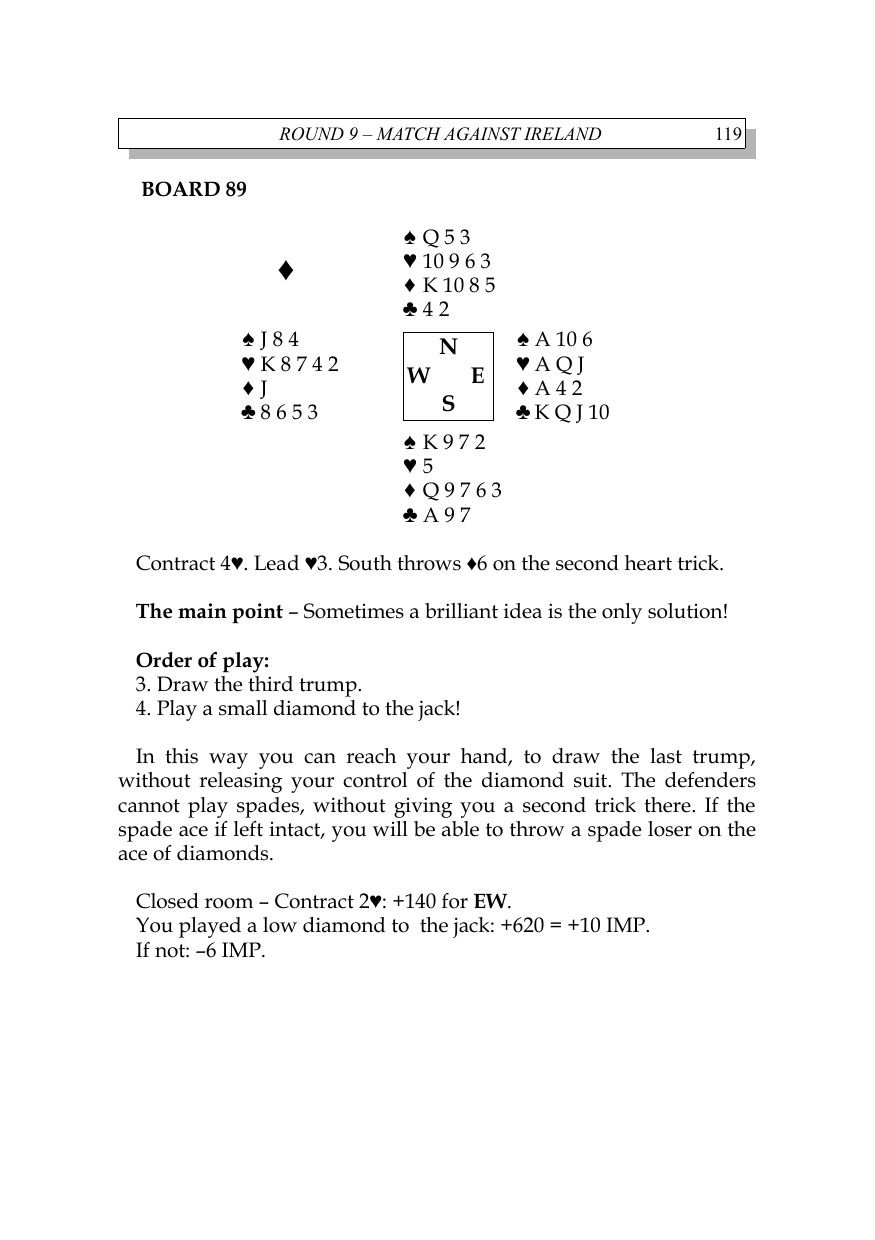 ROUND 9 – MATCH AGAINST IRELAND 119
BOARD 89
♦
♠ Q 5 3
♥ 10 9 6 3
♦ K 10 8 5
♣ 4 2
♠ J 8 4
♥ K 8 7 4 2
♦ J
♣ 8 6 5 3
N
W E
S
♠ A 10 6
♥ A Q J
♦ A 4 2
♣ K Q J 10
♠ K 9 7 2
♥ 5
♦ Q 9 7 6 3
♣ A 9 7
Contract 4♥. Lead ♥3. South throws ♦6 on the second heart trick.
The main point – Sometimes a brilliant idea is the only solution!
Order of play:
3. Draw the third trump.
4. Play a small diamond to the jack!
In this way you can reach your hand, to draw the last trump,
without releasing your control of the diamond suit. The defenders
cannot play spades, without giving you a second trick there. If the
spade ace if left intact, you will be able to throw a spade loser on the
ace of diamonds.
Closed room – Contract 2♥: +140 for EW.
You played a low diamond to the jack: +620 = +10 IMP.
If not: –6 IMP.